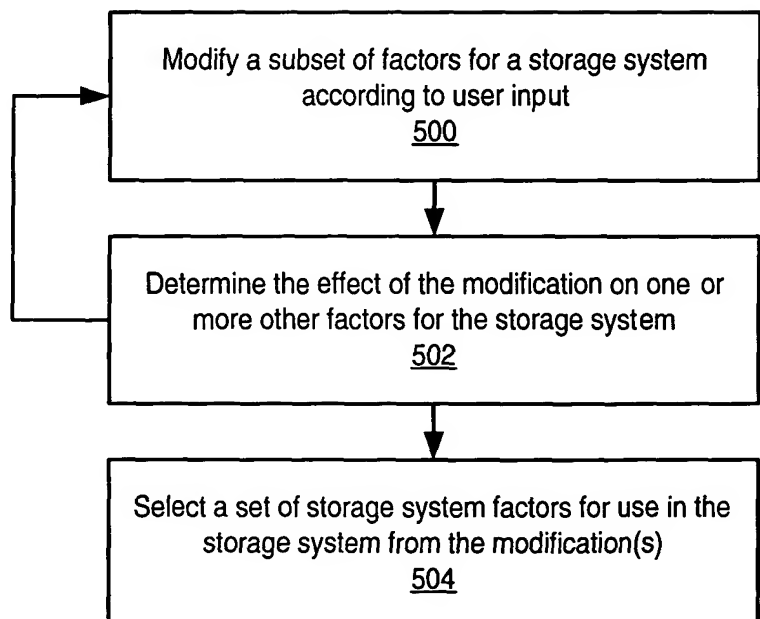 Modify a subset of factors for a storage system
according to user input
500
Determine the effect of the modification on one or
more other factors for the storage system
502
Select a set of storage system factors for use in the
storage system from the modification(s)
504